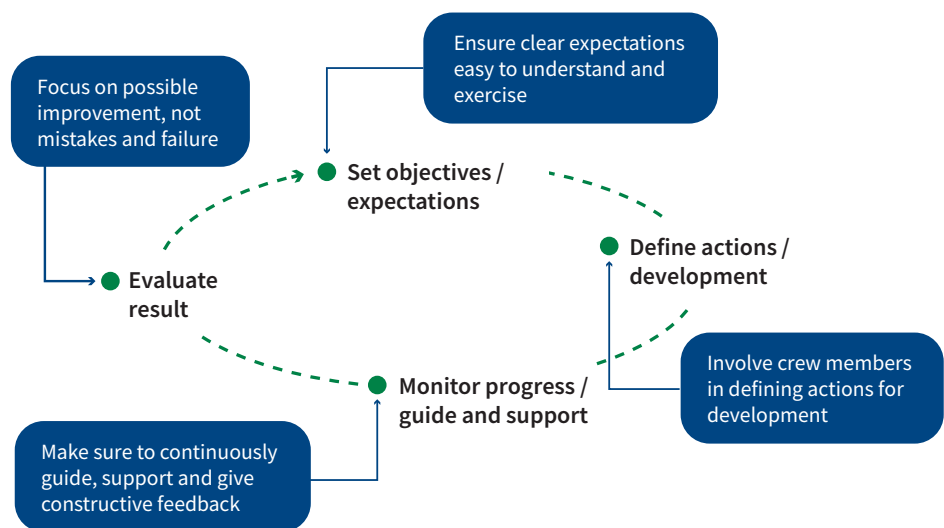 Ensure clear expectations
easy to understand and
exercise
Focus on possible
improvement, not
mistakes and failure
Set objectives /
expectations
Define actions /
development
Evaluate
result
Involve crew members
in defining actions for
development
Monitor progress /
guide and support
Make sure to continuously
guide, support and give
constructive feedback